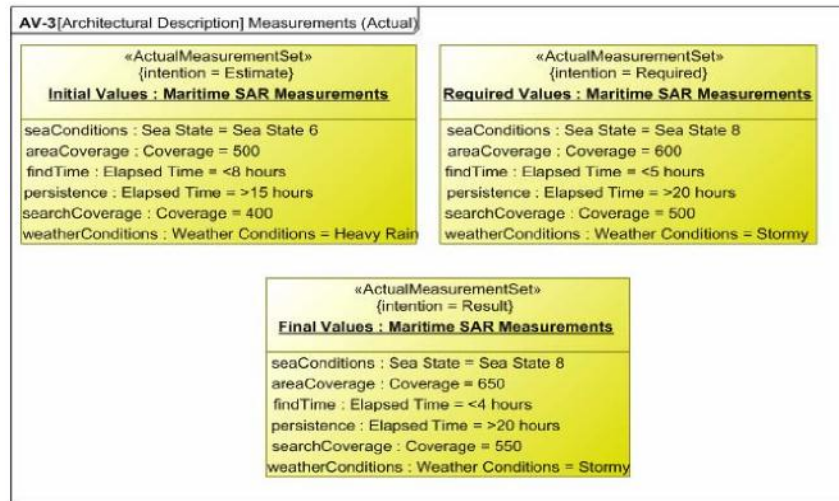 AV-3[Architectural Description] Measurements (Actual)
«ActualMeasurementSet»
{intention = Estimate}
Initial Values : Maritime SAR Measurements
seaConditions : Sea State = Sea State 6
areaCoverage : Coverage = 500
findTime : Elapsed Time = <8 hours
persistence : Elapsed Time = >15 hours
searchCoverage : Coverage = 400
weatherConditions : Weather Conditions = Heavy Rain
«ActualMeasurementSet»
{intention = Required}
Required Values : Maritime SAR Measurements
seaConditions : Sea State = Sea State 8
areaCoverage : Coverage = 600
findTime : Elapsed Time = <5 hours
persistence : Elapsed Time = >20 hours
searchCoverage : Coverage = 500
weatherConditions : Weather Conditions = Stormy
«ActualMeasurementSet»
{intention = Result}
Final Values : Maritime SAR Measurements
seaConditions : Sea State = Sea State 8
areaCoverage : Coverage = 650
findTime : Elapsed Time = <4 hours
persistence : Elapsed Time = >20 hours
searchCoverage : Coverage = 550
weatherConditions : Weather Conditions = Stormy